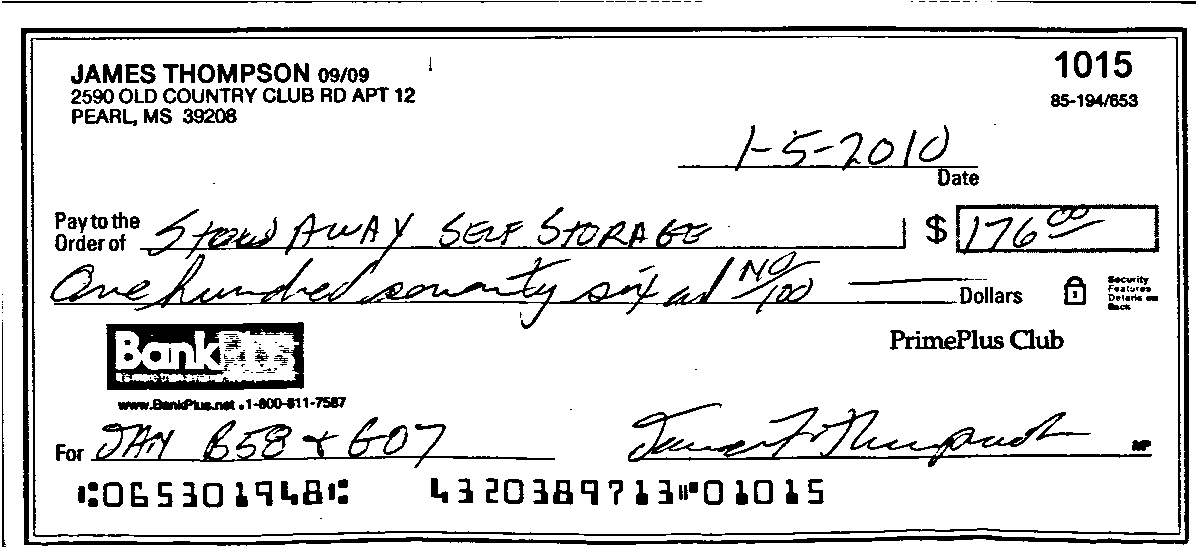 JAMES THOMPSON 09/09
2590 OLD COUNTRY CLUB RD APT 12
PEARL, MS 39208
1015
85-194/653
1-5-2010
Date
Pay to the Order of STOW AWAY SELF STORAGE $ 176 00
One hundred seventy six and NO/100 Dollars
Security Features Details on Back
BankPlus
PrimePlus Club
www.BankPlus.net . 1-800-811-7587
For JAN B58 + G07
MP
⑆065301948⑆ 4320389713⑈01015